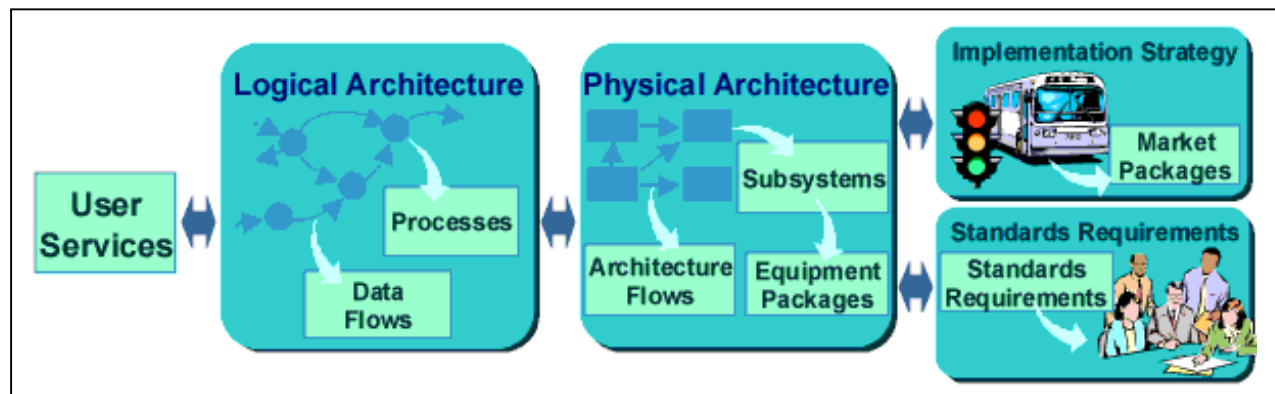 User
Services
Logical Architecture
Processes
Data
Flows
Physical Architecture
Subsystems
Architecture
Flows
Equipment
Packages
Implementation Strategy
Market
Packages
Standards Requirements
Standards
Requirements